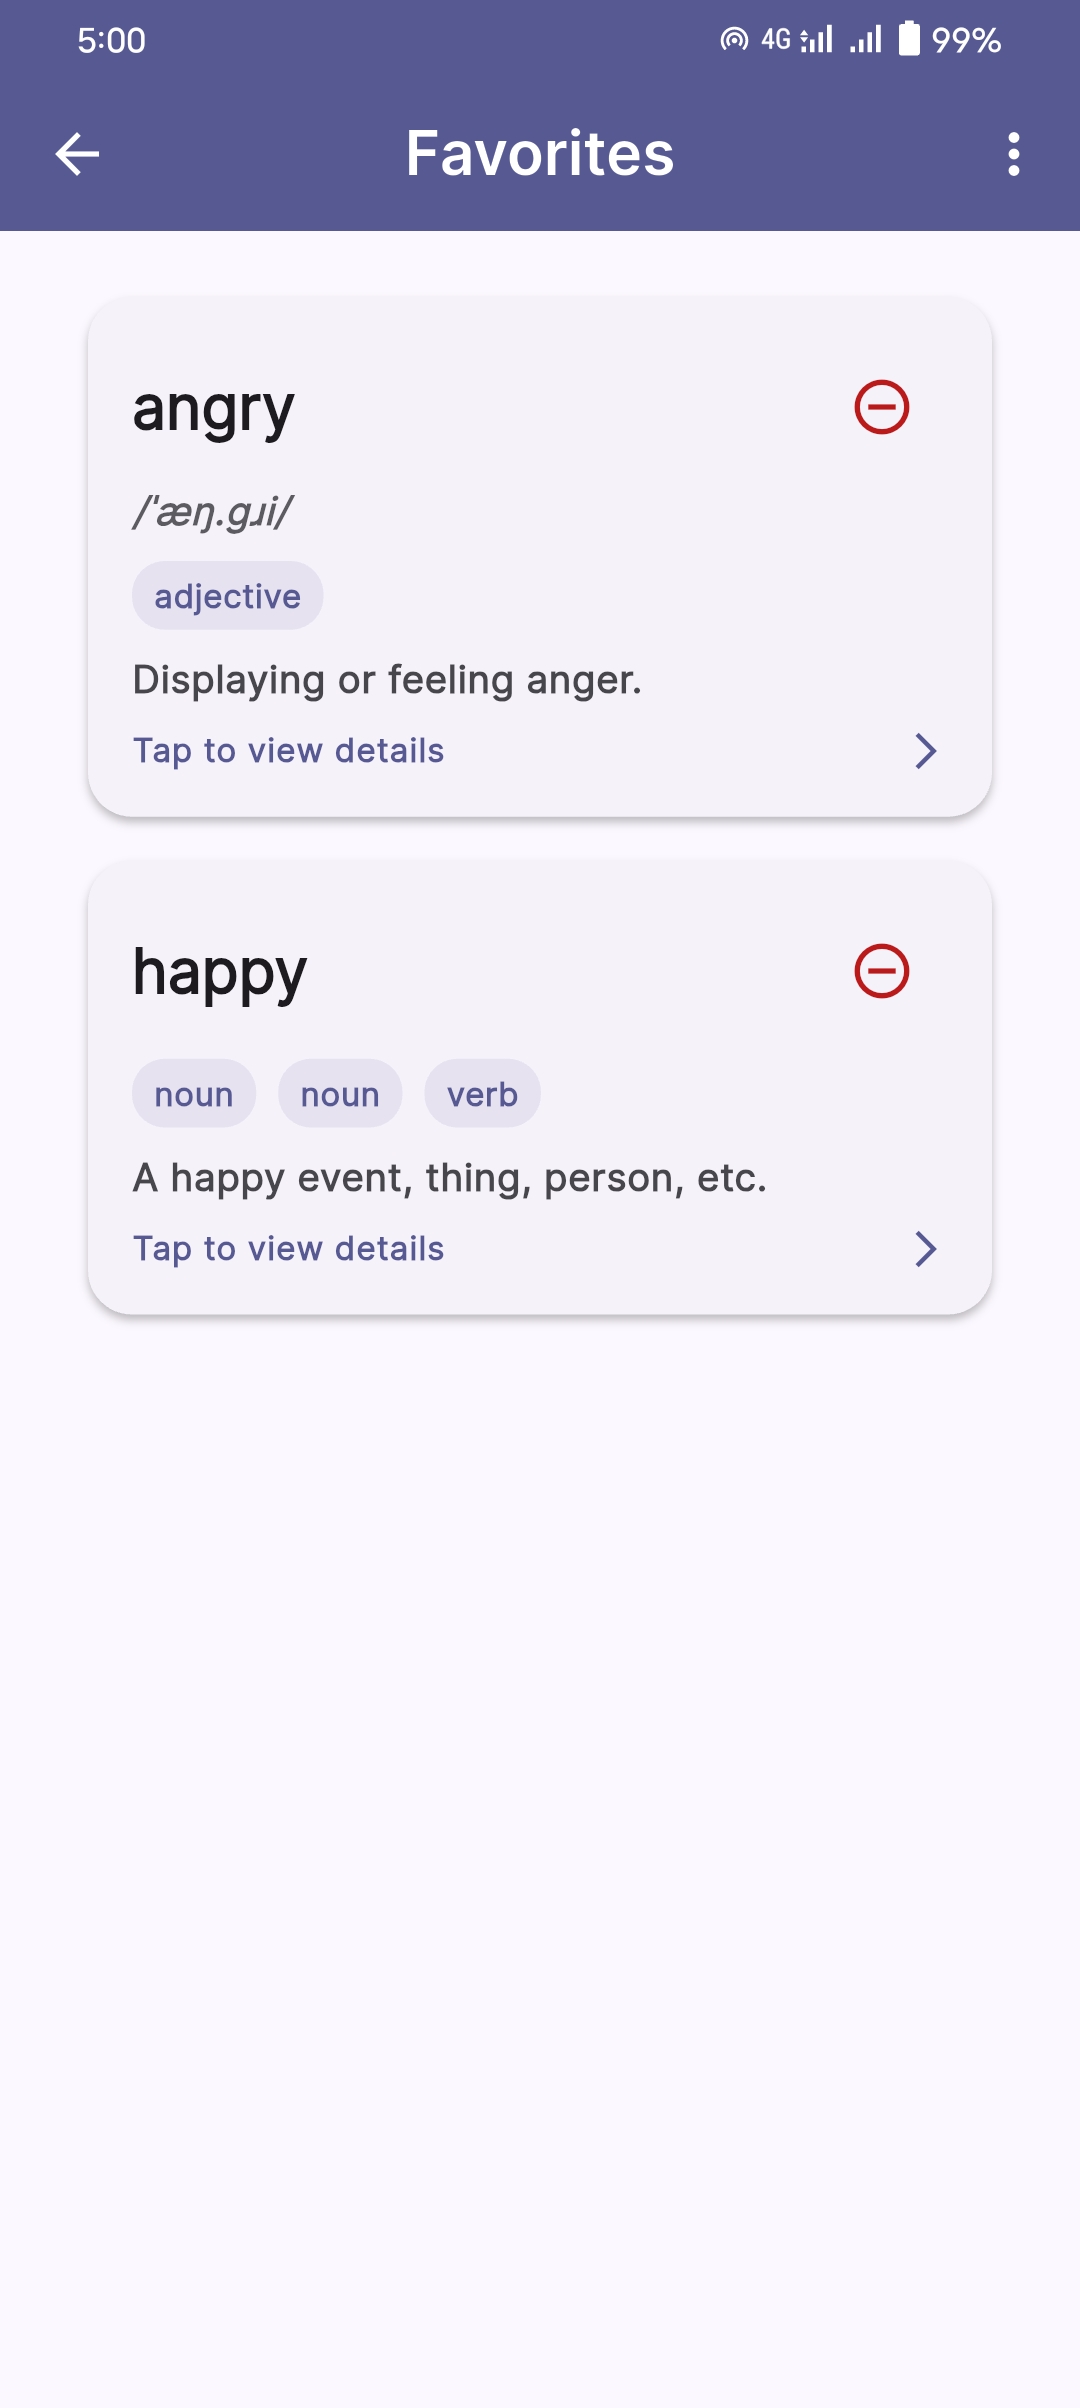 5:00 4G 99%
Favorites
angry
/ˈæŋ.ɡɹi/
adjective
Displaying or feeling anger.
Tap to view details
happy
noun noun verb
A happy event, thing, person, etc.
Tap to view details